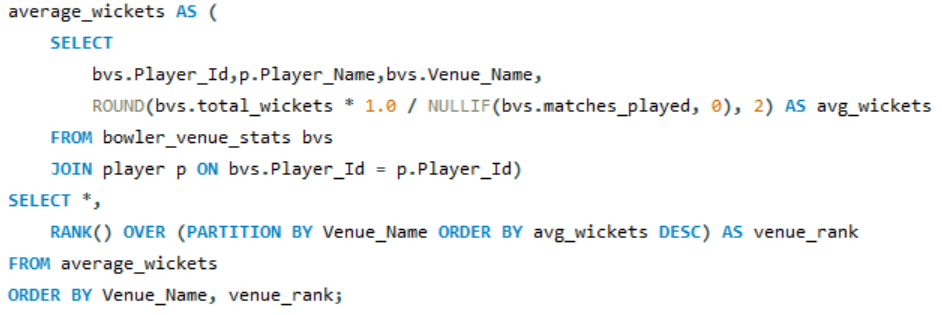 average_wickets AS (
    SELECT
        bvs.Player_Id,p.Player_Name,bvs.Venue_Name,
        ROUND(bvs.total_wickets * 1.0 / NULLIF(bvs.matches_played, 0), 2) AS avg_wickets
    FROM bowler_venue_stats bvs
    JOIN player p ON bvs.Player_Id = p.Player_Id)
SELECT *,
    RANK() OVER (PARTITION BY Venue_Name ORDER BY avg_wickets DESC) AS venue_rank
FROM average_wickets
ORDER BY Venue_Name, venue_rank;